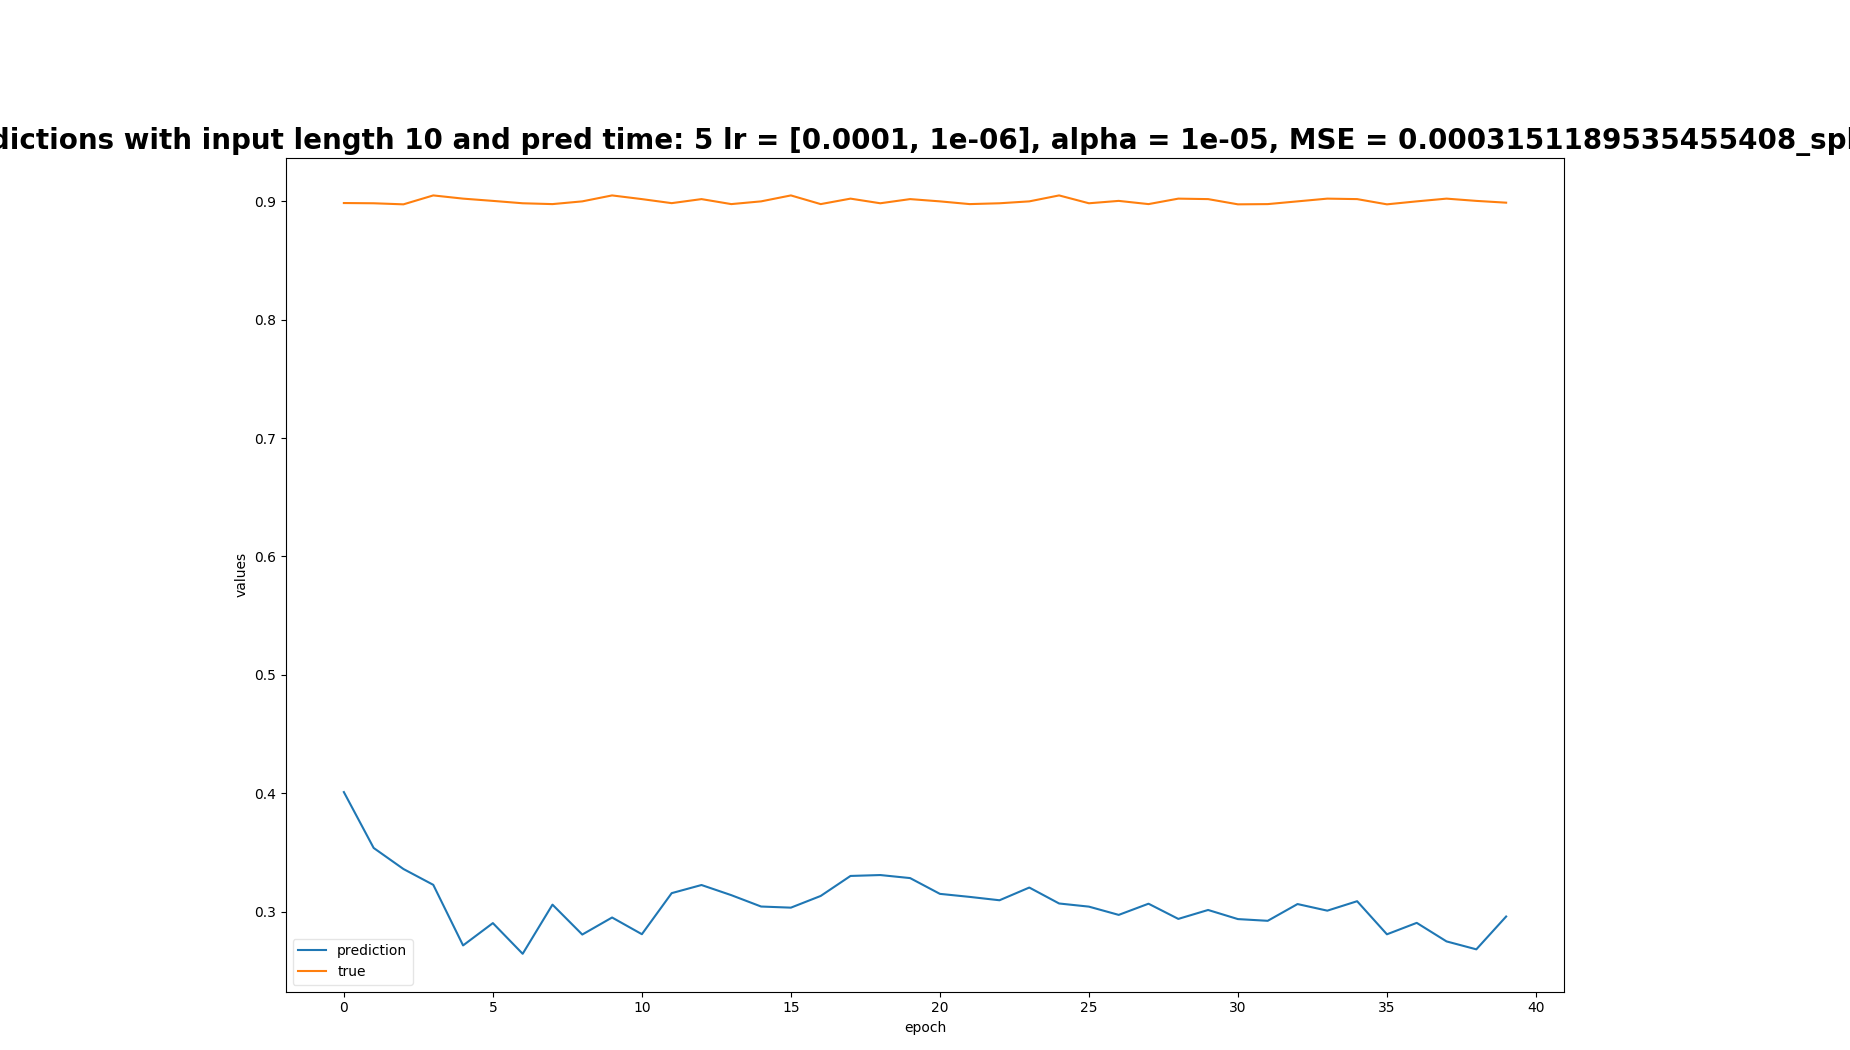 dictions with input length 10 and pred time: 5 lr = [0.0001, 1e-06], alpha = 1e-05, MSE = 0.0003151189535455408_spl
0.9
0.8
0.7
0.6
0.5
0.4
0.3
values
prediction
true
0 5 10 15 20 25 30 35 40
epoch